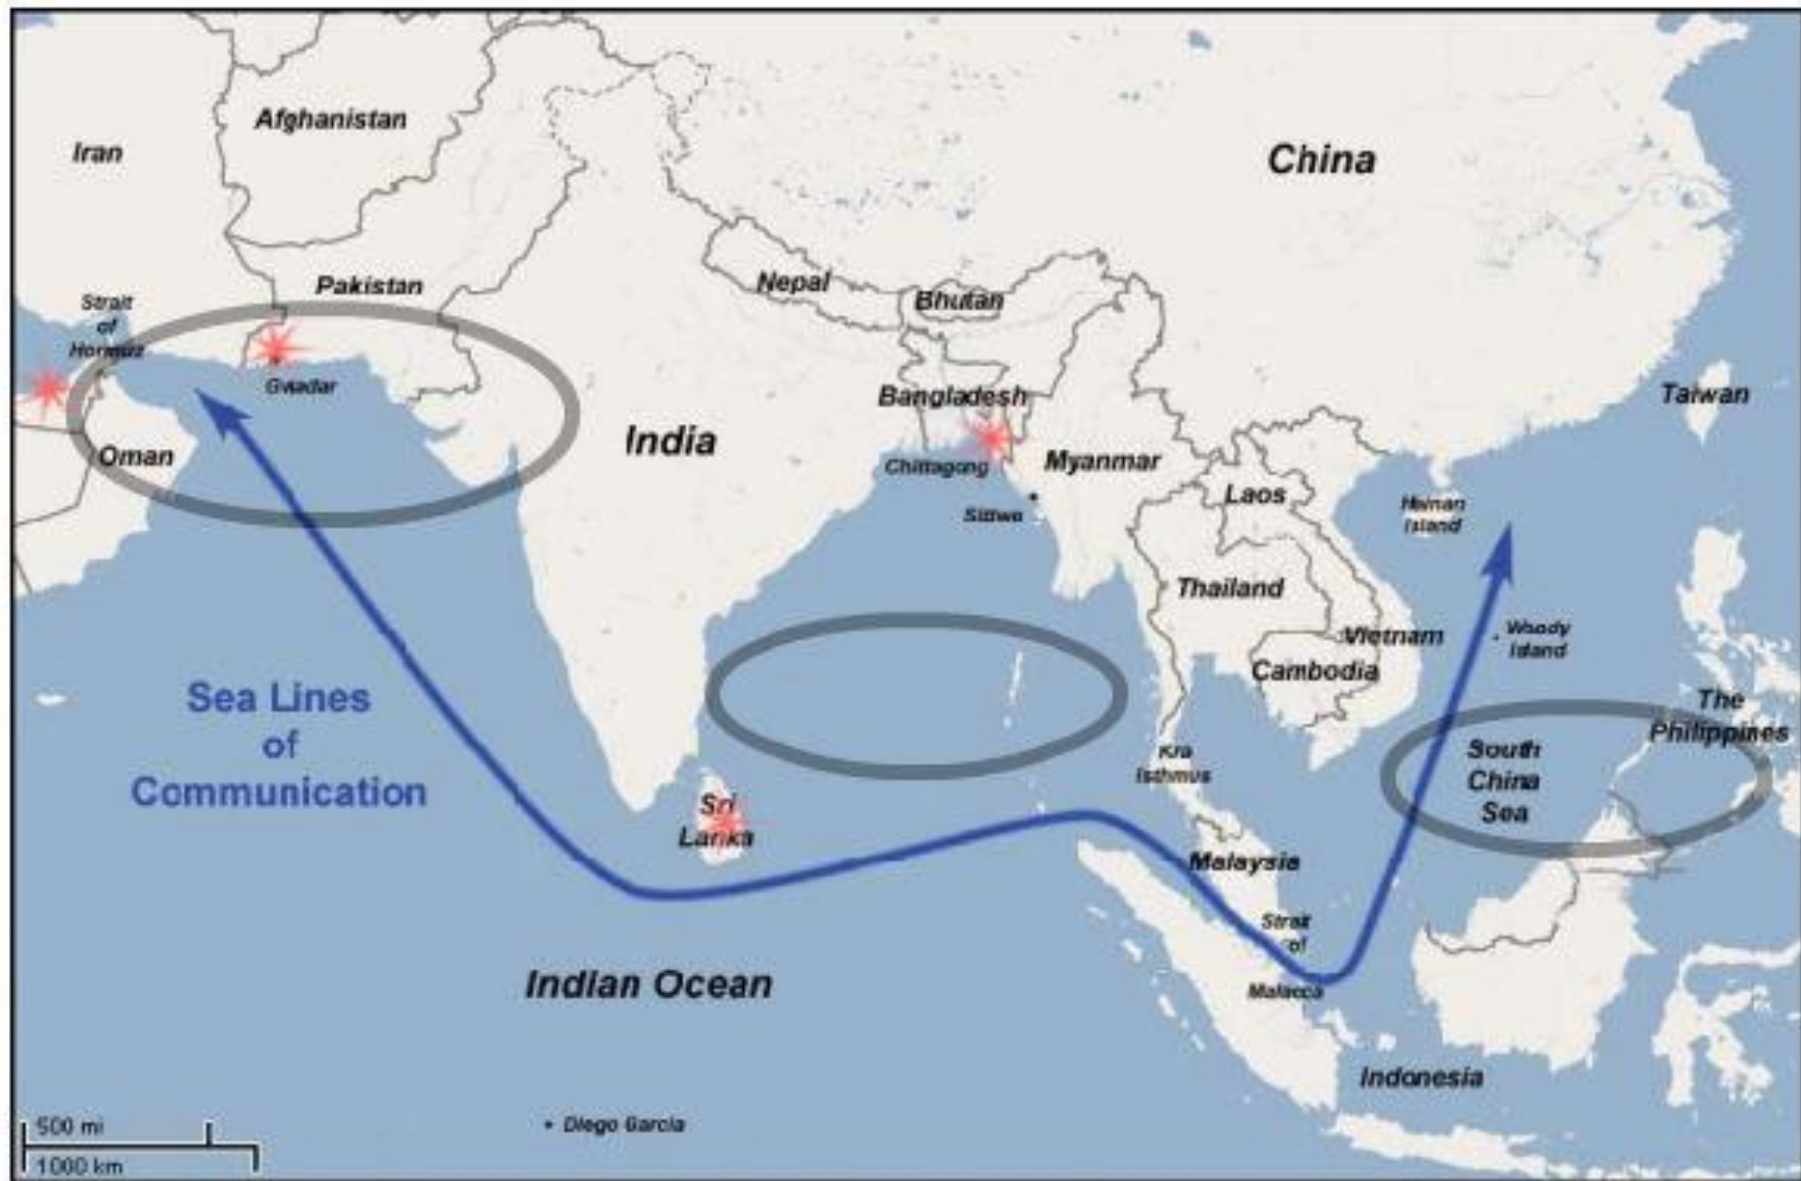 Afghanistan
Iran
China
Pakistan
Nepal
Bhutan
Strait
of
Hormuz
Gwadar
Bangladesh
Taiwan
India
Oman
Chittagong
Myanmar
Laos
Hainan
Island
Sittwe
Thailand
Vietnam
Woody
Island
Cambodia
Sea Lines
of
Communication
The
Philippines
South
China
Sea
Kra
Isthmus
Sri
Lanka
Malaysia
Strait
of
Malacca
Indian Ocean
Indonesia
Diego Garcia
500 mi
1000 km